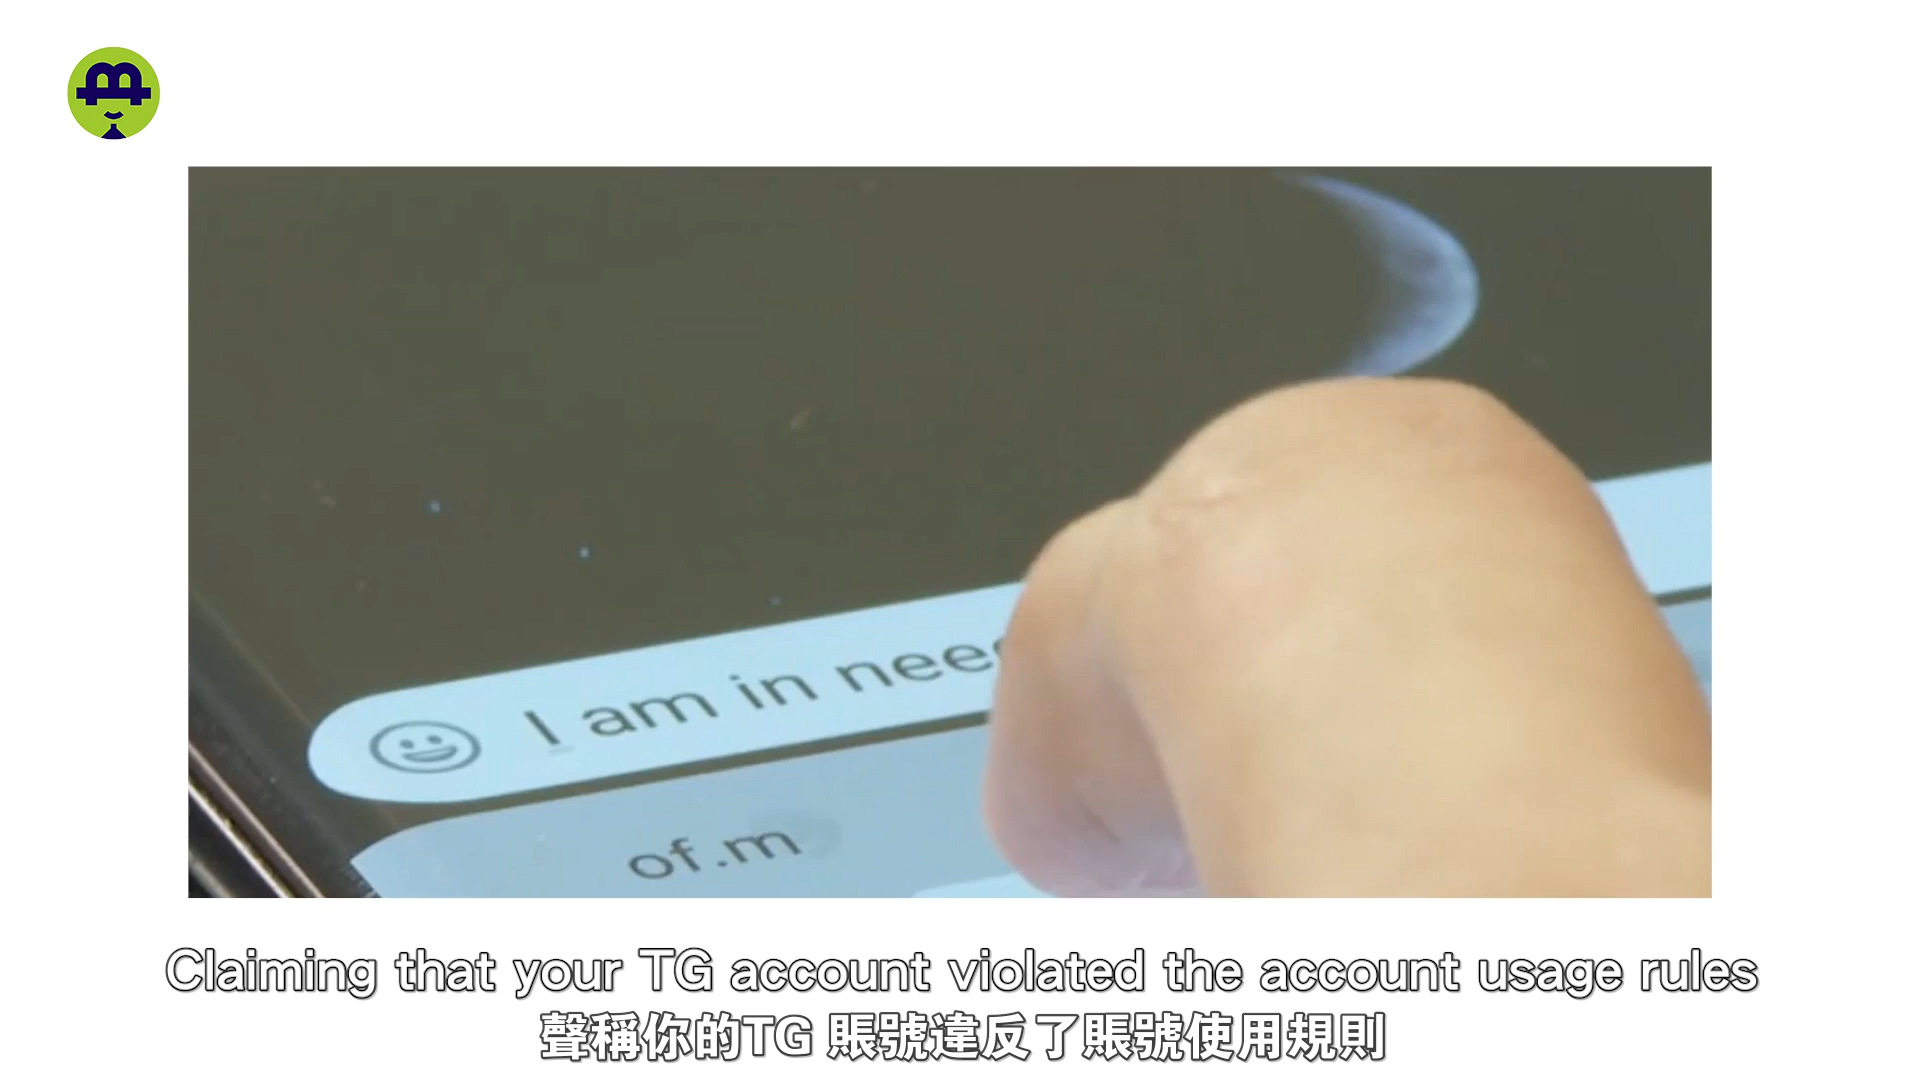 I am in nee
of.m
Claiming that your TG account violated the account usage rules
聲稱你的TG 賬號違反了賬號使用規則